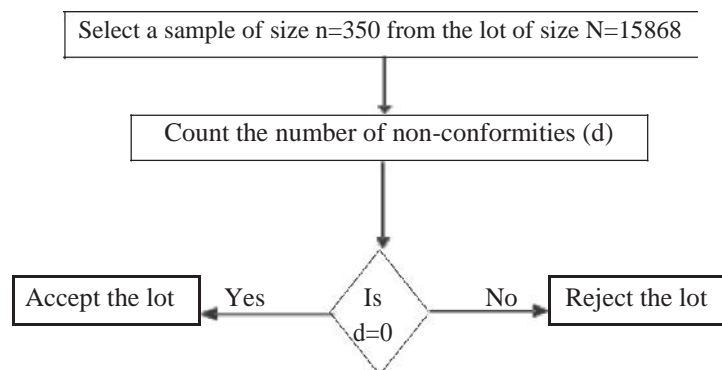 Select a sample of size n=350 from the lot of size N=15868
Count the number of non-conformities (d)
Accept the lot
Yes
Is
d=0
No
Reject the lot